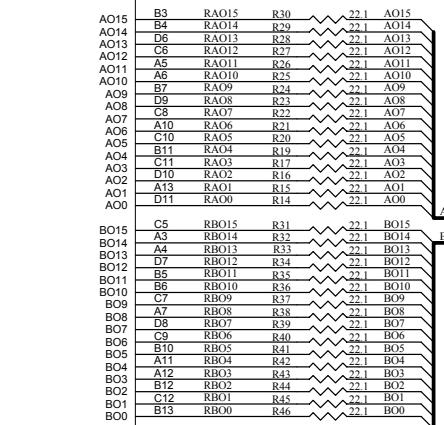 AO15 B3 RAO15 R30 22.1 AO15
AO14 B4 RAO14 R29 22.1 AO14
AO13 D6 RAO13 R28 22.1 AO13
AO12 C6 RAO12 R27 22.1 AO12
AO11 A5 RAO11 R26 22.1 AO11
AO10 A6 RAO10 R25 22.1 AO10
AO9 B7 RAO9 R24 22.1 AO9
AO8 D9 RAO8 R23 22.1 AO8
AO7 C8 RAO7 R22 22.1 AO7
AO6 A10 RAO6 R21 22.1 AO6
AO5 C10 RAO5 R20 22.1 AO5
AO4 B11 RAO4 R19 22.1 AO4
AO3 C11 RAO3 R17 22.1 AO3
AO2 D10 RAO2 R16 22.1 AO2
AO1 A13 RAO1 R15 22.1 AO1
AO0 D11 RAO0 R14 22.1 AO0
BO15 C5 RBO15 R31 22.1 BO15
BO14 A3 RBO14 R32 22.1 BO14
BO13 A4 RBO13 R33 22.1 BO13
BO12 D7 RBO12 R34 22.1 BO12
BO11 B5 RBO11 R35 22.1 BO11
BO10 B6 RBO10 R36 22.1 BO10
BO9 C7 RBO9 R37 22.1 BO9
BO8 A7 RBO8 R38 22.1 BO8
BO7 D8 RBO7 R39 22.1 BO7
BO6 C9 RBO6 R40 22.1 BO6
BO5 B10 RBO5 R41 22.1 BO5
BO4 A11 RBO4 R42 22.1 BO4
BO3 A12 RBO3 R43 22.1 BO3
BO2 B12 RBO2 R44 22.1 BO2
BO1 C12 RBO1 R45 22.1 BO1
BO0 B13 RBO0 R46 22.1 BO0